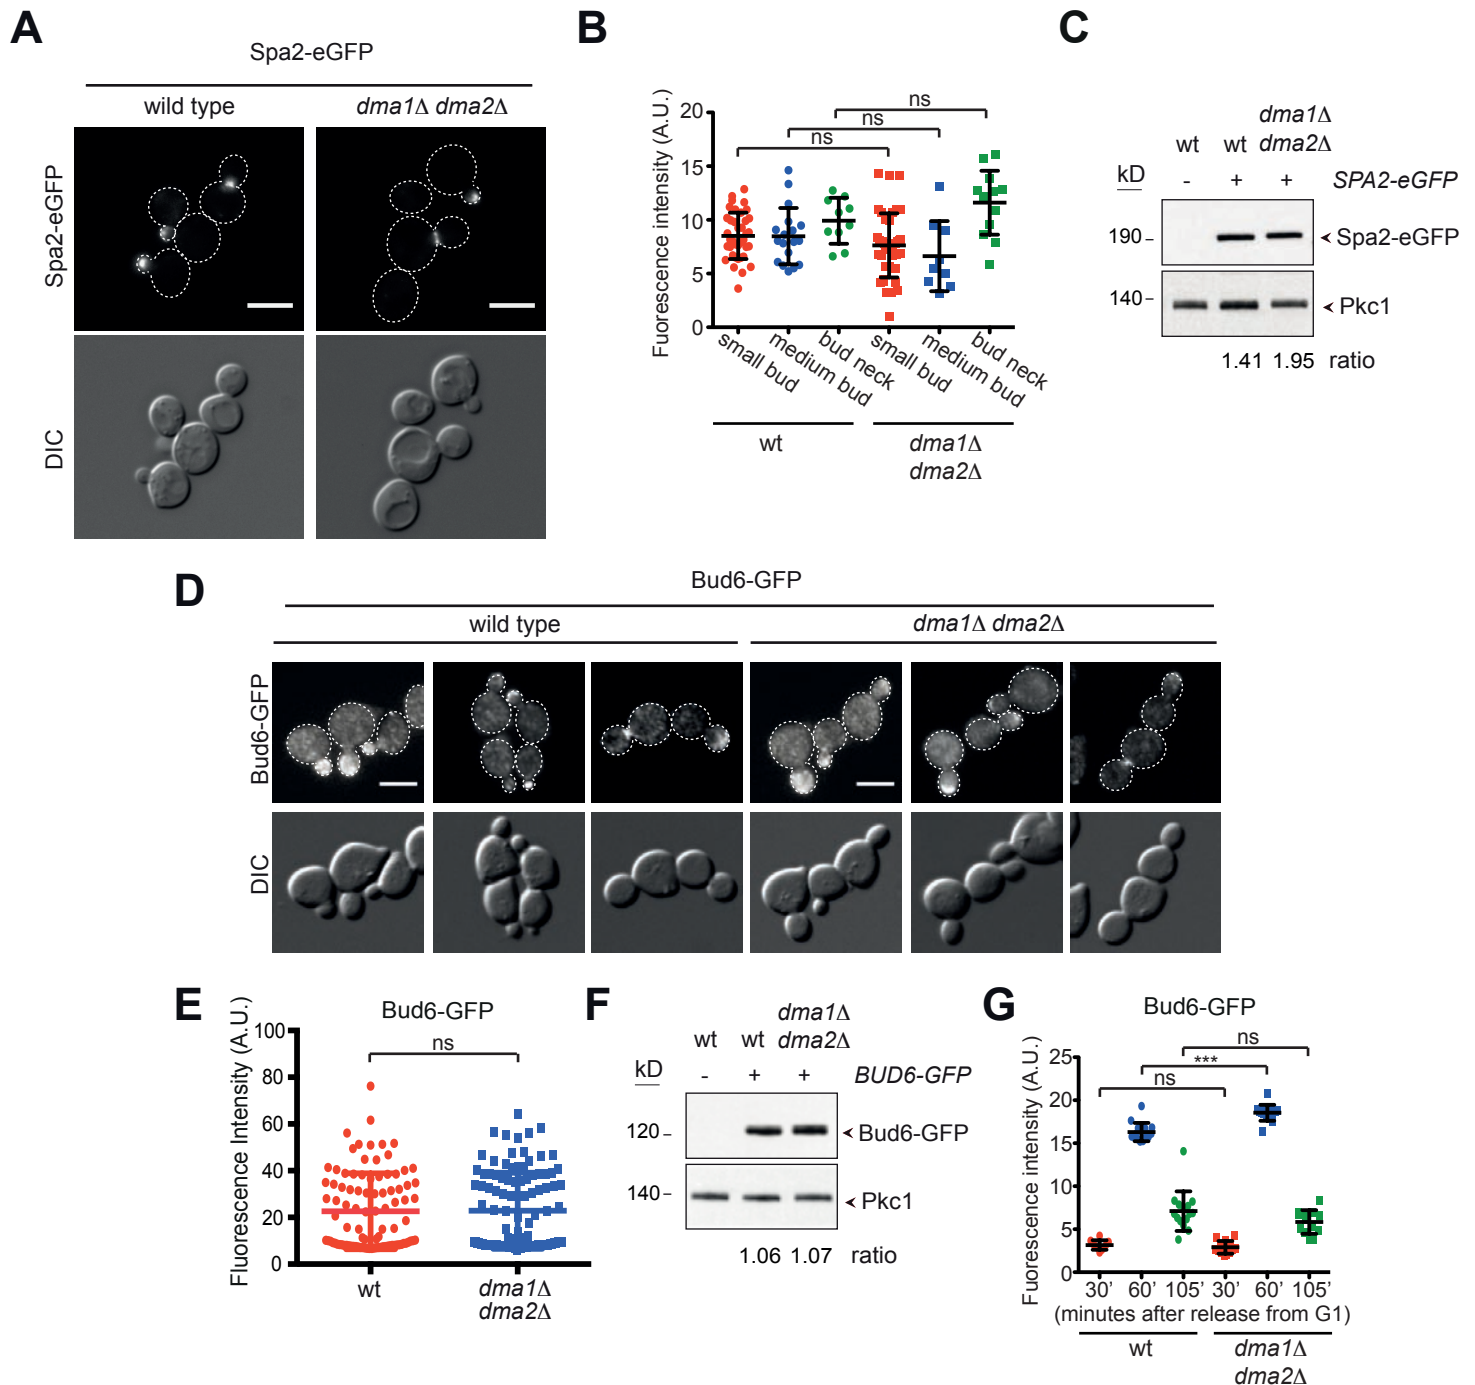 A
Spa2-eGFP
wild type
dma1Δ dma2Δ
Spa2-eGFP
DIC
B
Fuorescence intensity (A.U.)
20
15
10
5
0
ns
ns
ns
small bud
medium bud
bud neck
small bud
medium bud
bud neck
wt
dma1Δ
dma2Δ
C
dma1Δ
wt wt dma2Δ
kD
- + + SPA2-eGFP
190 Spa2-eGFP
140 Pkc1
1.41 1.95 ratio
D
Bud6-GFP
wild type
dma1Δ dma2Δ
Bud6-GFP
DIC
E
Bud6-GFP
Fluorescence Intensity (A.U.)
100
80
60
40
20
0
ns
wt
dma1Δ
dma2Δ
F
dma1Δ
wt wt dma2Δ
kD
- + + BUD6-GFP
120 Bud6-GFP
140 Pkc1
1.06 1.07 ratio
G
Bud6-GFP
Fuorescence intensity (A.U.)
25
20
15
10
5
0
ns
***
ns
30’ 60’ 105’ 30’ 60’ 105’
(minutes after release from G1)
wt
dma1Δ
dma2Δ